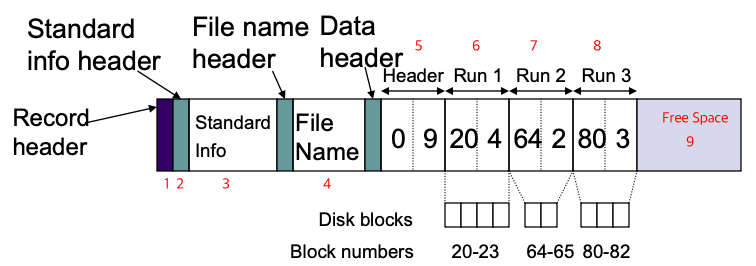 Standard
info header
File name
header
Data
header
5 6 7 8
Header Run 1 Run 2 Run 3
Record
header
Standard
Info
File
Name
0 9 20 4 64 2 80 3
Free Space
9
1 2 3 4
Disk blocks
Block numbers 20-23 64-65 80-82